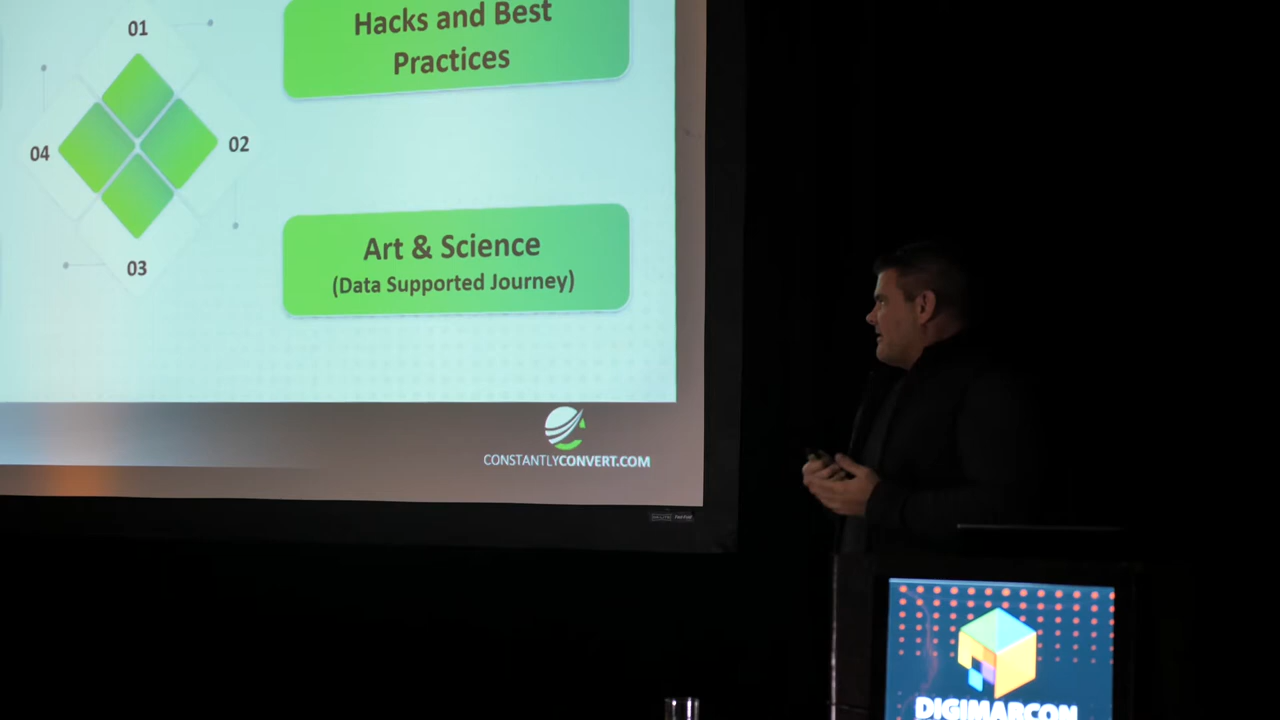 01
02
03
04
Hacks and Best
Practices
Art & Science
(Data Supported Journey)
CONSTANTLYCONVERT.COM
DIGIMARCON